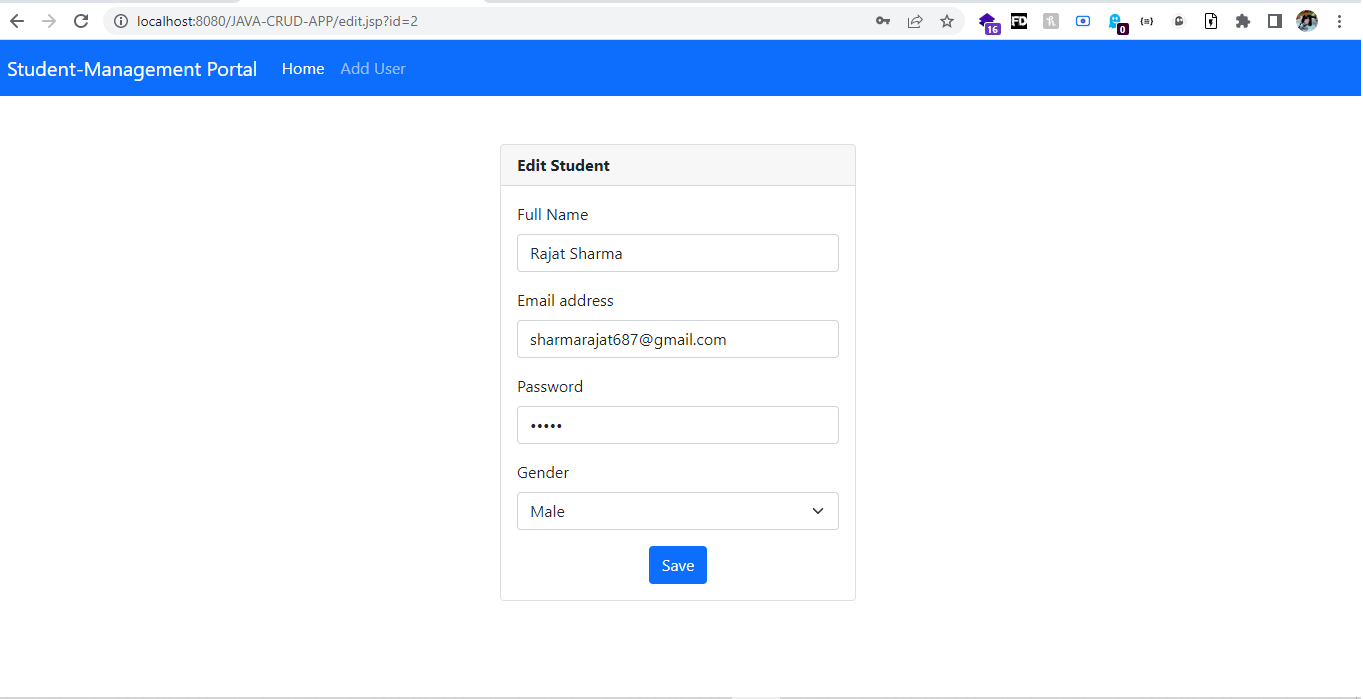 localhost:8080/JAVA-CRUD-APP/edit.jsp?id=2
16
FD
0
Student-Management Portal Home Add User
Edit Student
Full Name
Rajat Sharma
Email address
sharmarajat687@gmail.com
Password
•••••
Gender
Male
Save